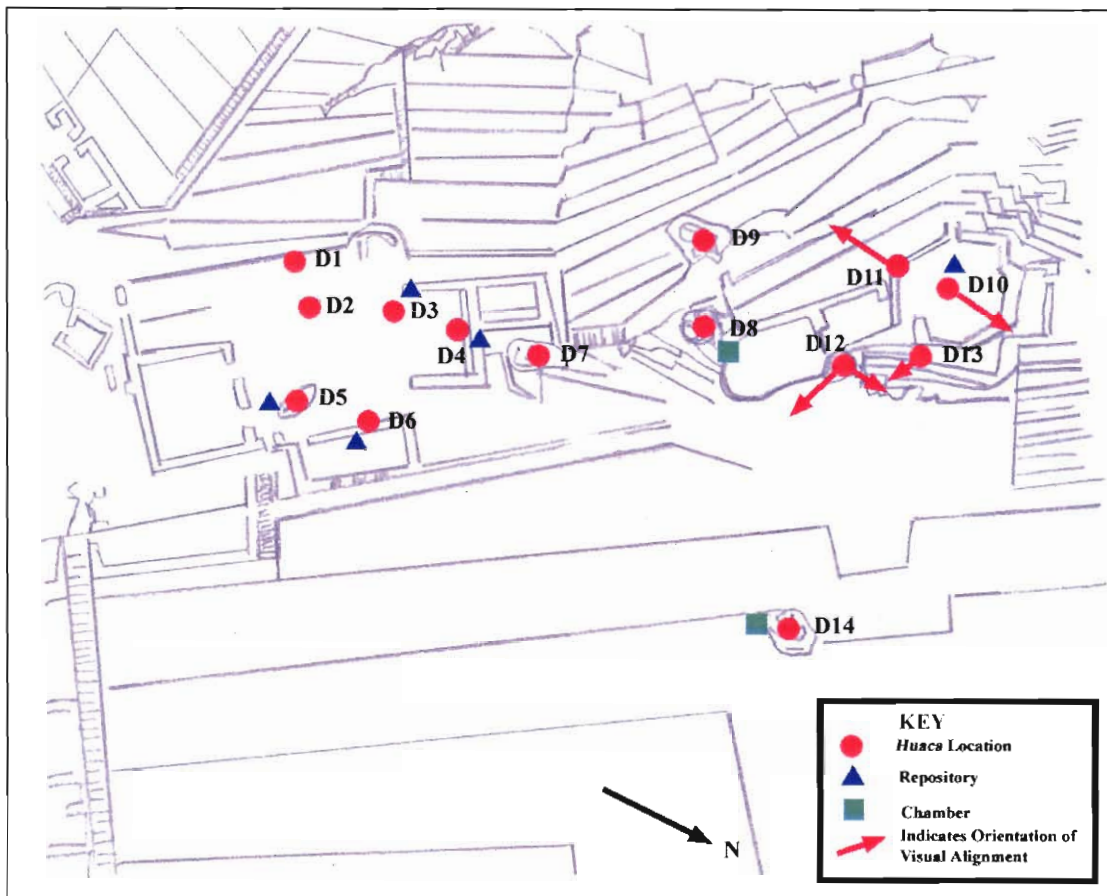 D1
D2
D3
D4
D5
D6
D7
D8
D9
D10
D11
D12
D13
D14
N
KEY
Huaca Location
Repository
Chamber
Indicates Orientation of
Visual Alignment